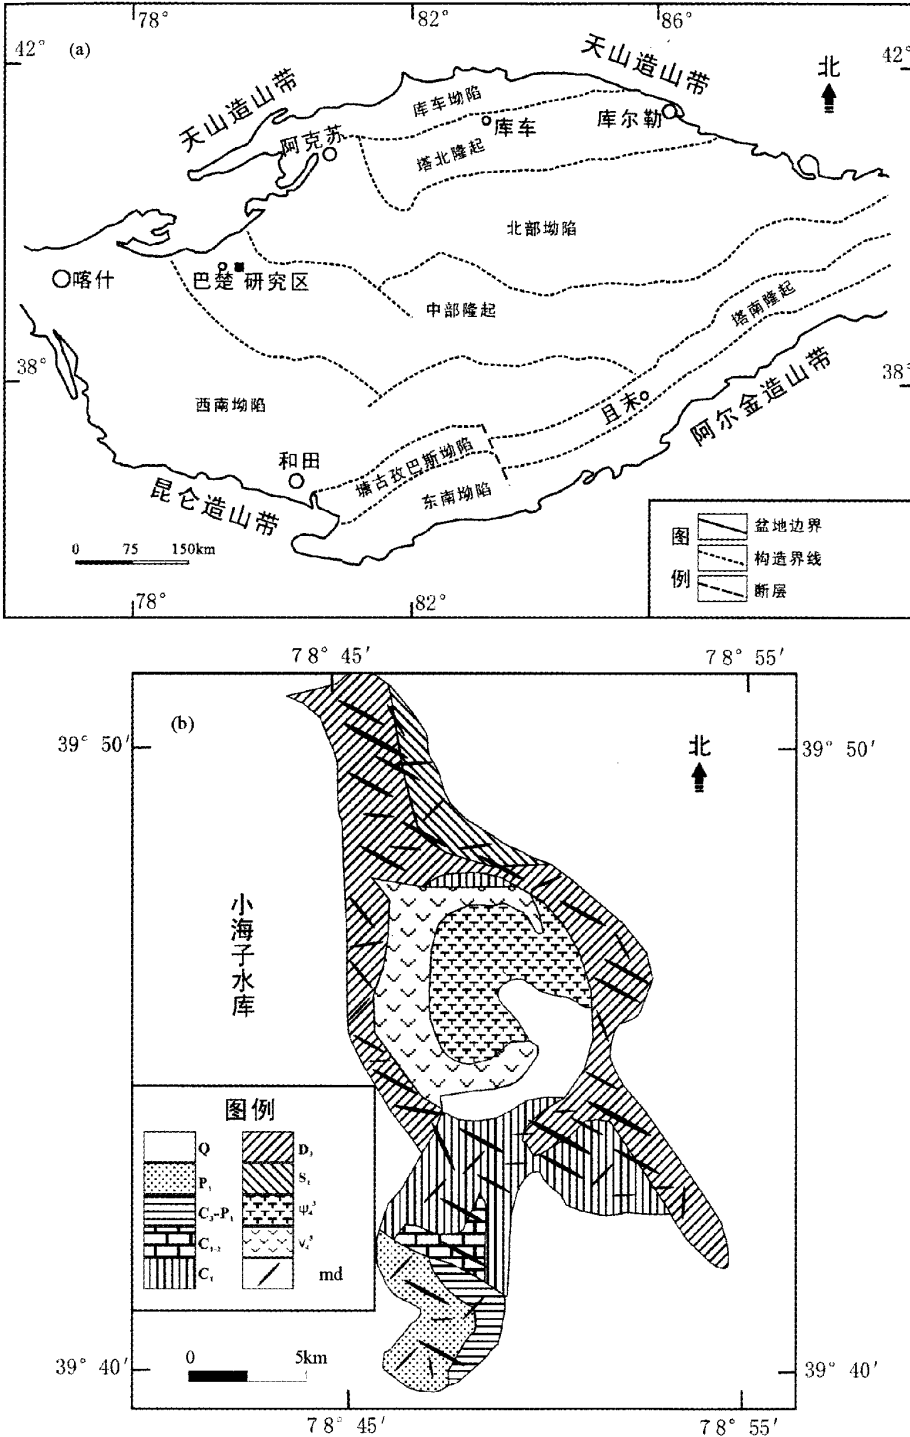 78°
82°
86°
(a)
42°
42°
天山造山带
天山造山带
北
库车坳陷
库车
库尔勒
阿克苏
塔北隆起
北部坳陷
喀什
巴楚
研究区
中部隆起
塔南隆起
38°
38°
西南坳陷
且末
阿尔金造山带
和田
塘古孜巴斯坳陷
东南坳陷
昆仑造山带
图例
盆地边界
构造界线
断层
0 75 150km
78°
82°
78° 45′
78° 55′
(b)
39° 50′
39° 50′
北
小海子水库
图例
Q
D₃
P₁
C₃-P₁
C₁₋₂
C₁
md
0 5km
39° 40′
39° 40′
78° 45′
78° 55′